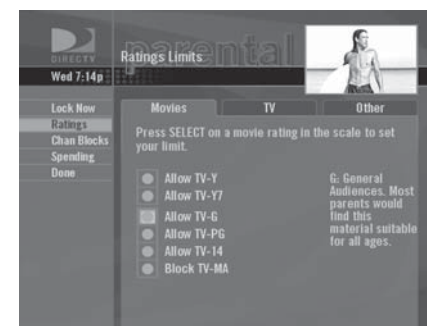 DIRECTV
parental
Ratings Limits
Wed 7:14p
Lock Now
Ratings
Chan Blocks
Spending
Done
Movies TV Other
Press SELECT on a movie rating in the scale to set
your limit.
Allow TV-Y
Allow TV-Y7
Allow TV-G
Allow TV-PG
Allow TV-14
Block TV-MA
G: General
Audiences. Most
parents would
find this
material suitable
for all ages.